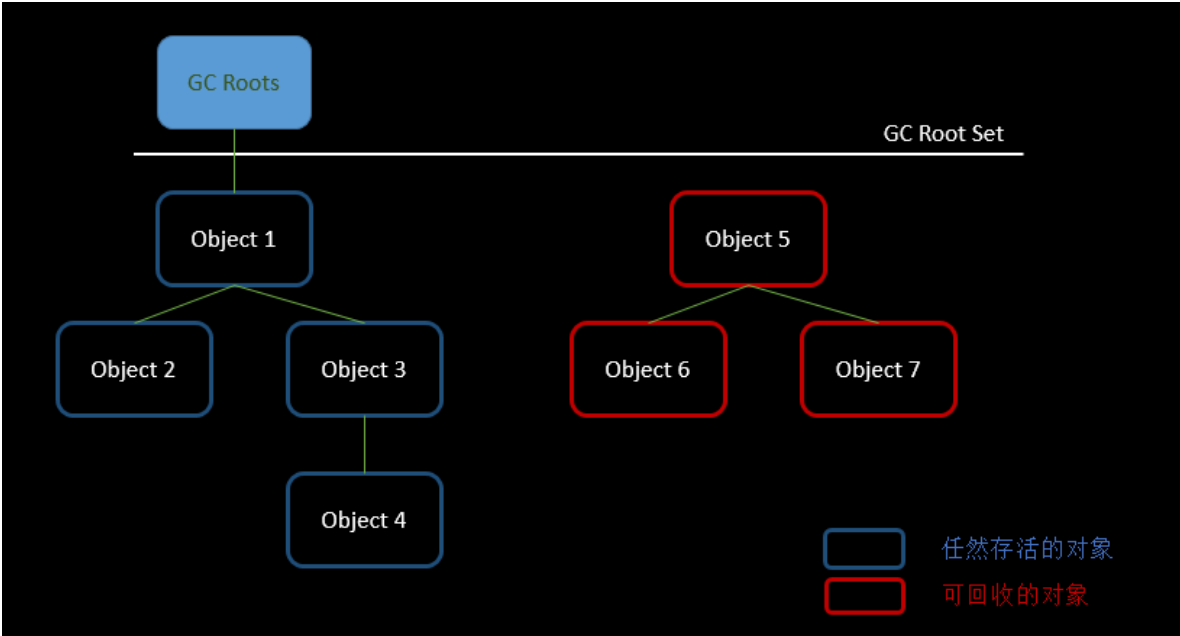 GC Roots
GC Root Set
Object 1
Object 5
Object 2
Object 3
Object 6
Object 7
Object 4
任然存活的对象
可回收的对象